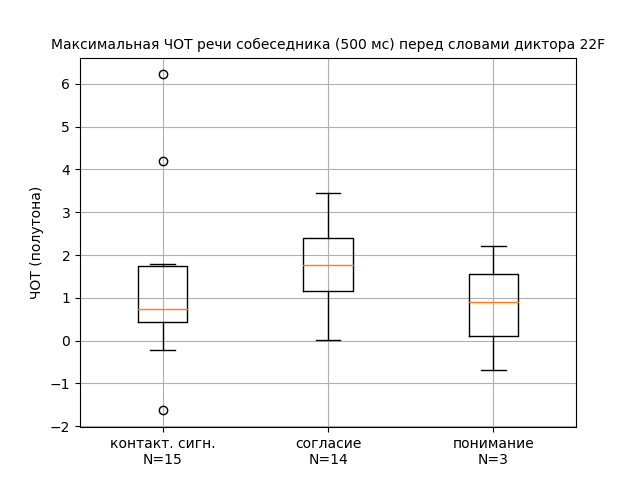 Максимальная ЧОТ речи собеседника (500 мс) перед словами диктора 22F
6
5
4
3
2
1
0
−1
−2
ЧОТ (полутона)
контакт. сигн.
N=15
согласие
N=14
понимание
N=3